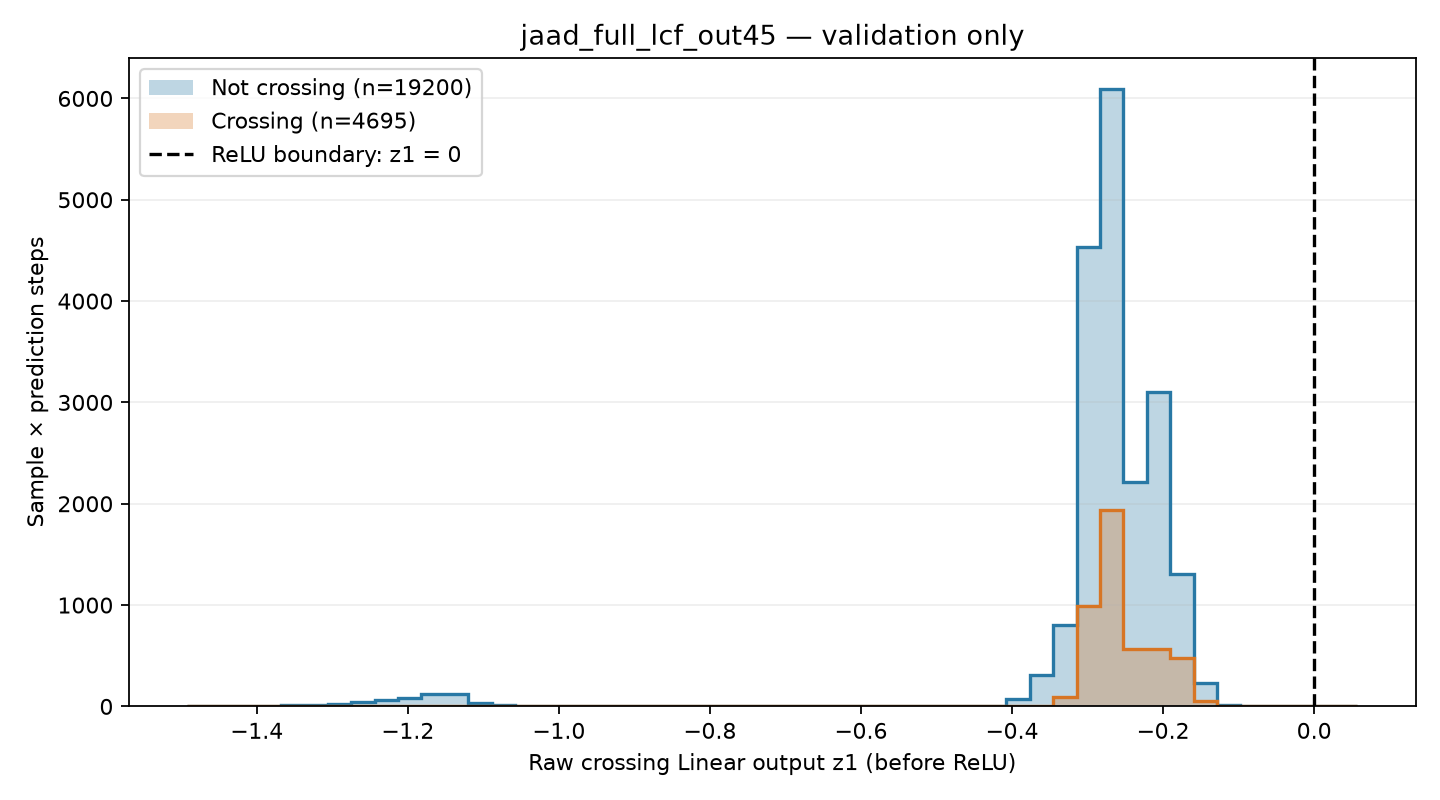 jaad_full_lcf_out45 — validation only
Not crossing (n=19200)
Crossing (n=4695)
ReLU boundary: z1 = 0
Sample × prediction steps
6000
5000
4000
3000
2000
1000
0
−1.4
−1.2
−1.0
−0.8
−0.6
−0.4
−0.2
0.0
Raw crossing Linear output z1 (before ReLU)